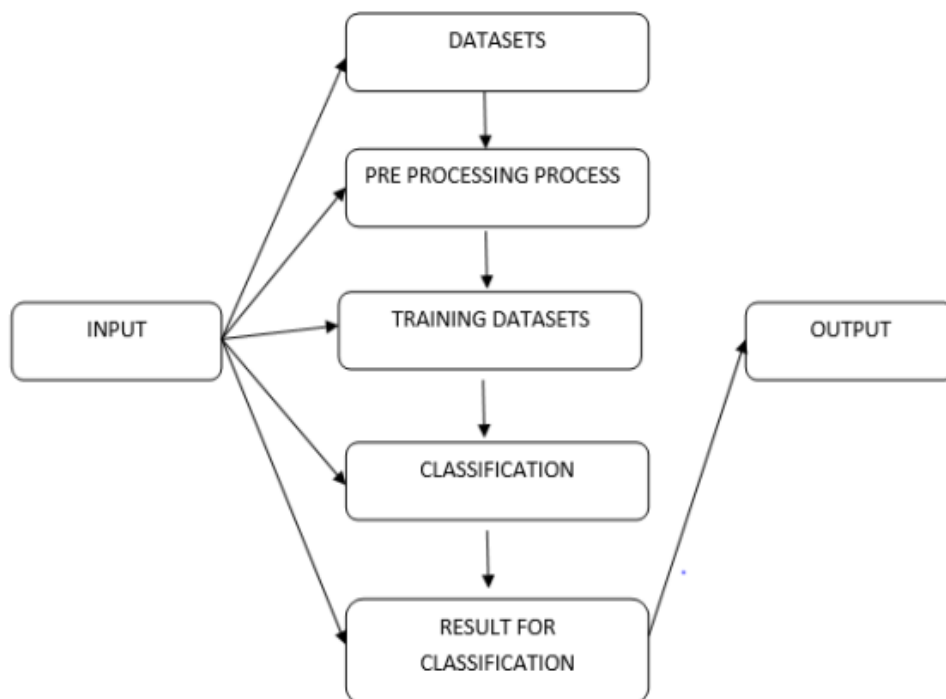 DATASETS
PRE PROCESSING PROCESS
INPUT
TRAINING DATASETS
OUTPUT
CLASSIFICATION
RESULT FOR
CLASSIFICATION